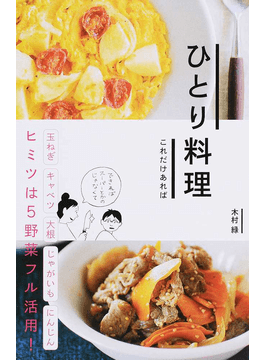 ひとり料理
これだけあれば
木村 緑
玉ねぎ
キャベツ
大根
じゃがいも
にんじん
ヒミツは5野菜フル活用！